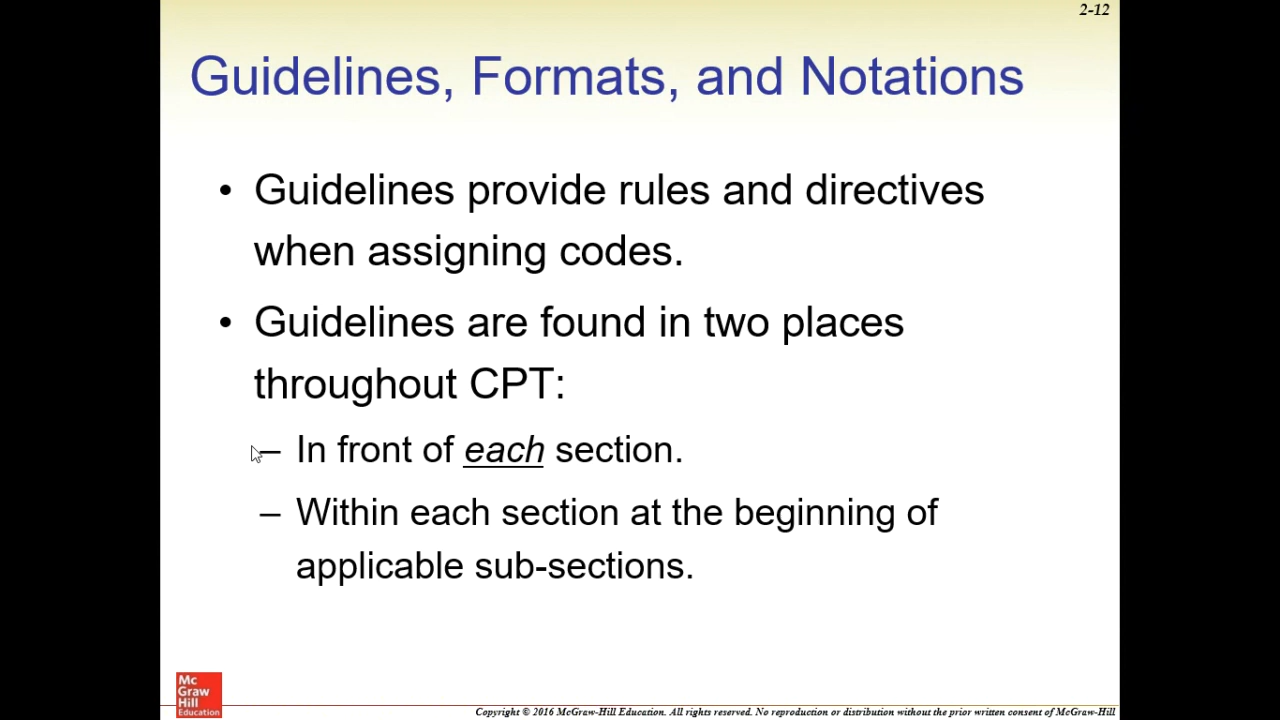 2-12
Guidelines, Formats, and Notations
• Guidelines provide rules and directives
when assigning codes.
• Guidelines are found in two places
throughout CPT:
– In front of each section.
– Within each section at the beginning of
applicable sub-sections.
Mc
Graw
Hill
Education
Copyright © 2016 McGraw-Hill Education. All rights reserved. No reproduction or distribution without the prior written consent of McGraw-Hill